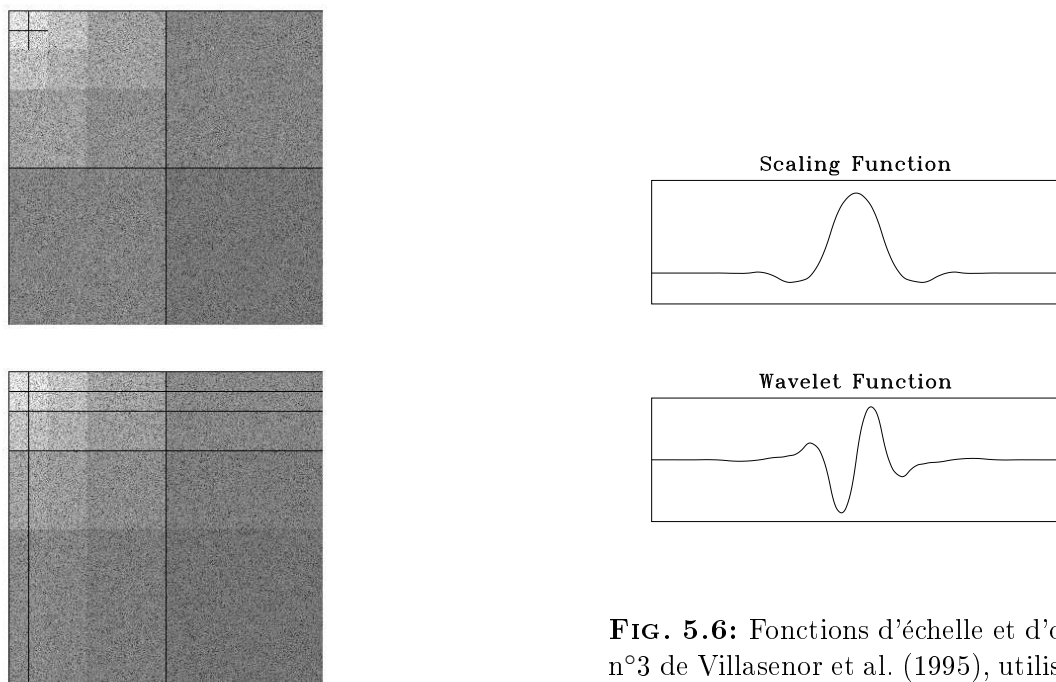 Scaling Function
Wavelet Function
FIG. 5.6: Fonctions d'échelle et d'o
n°3 de Villasenor et al. (1995), utilis